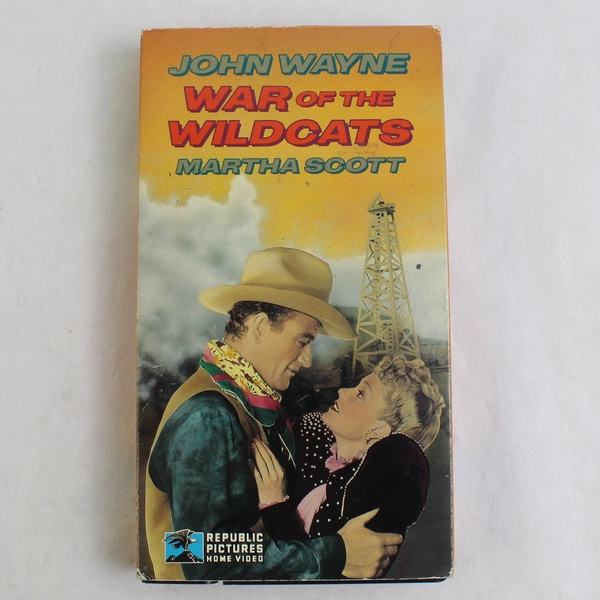 JOHN WAYNE
WAR OF THE
WILDCATS
MARTHA SCOTT
REPUBLIC
PICTURES
HOME VIDEO